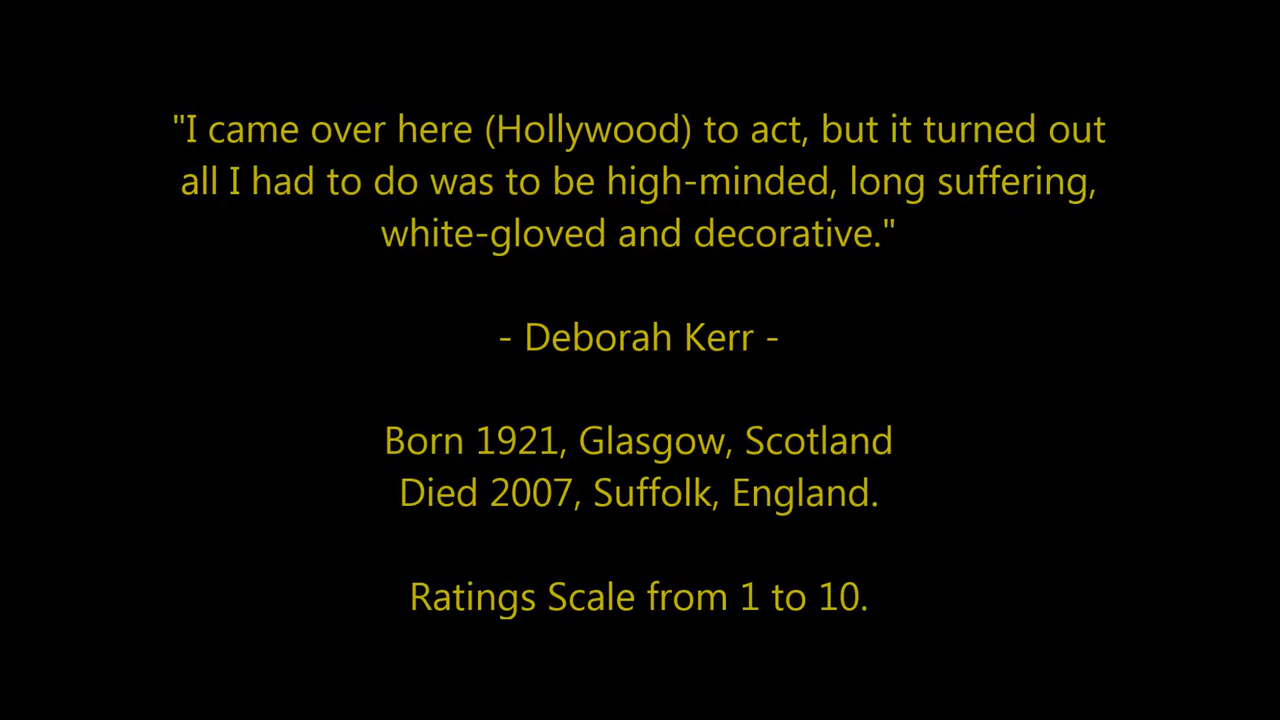 "I came over here (Hollywood) to act, but it turned out
all I had to do was to be high-minded, long suffering,
white-gloved and decorative."
- Deborah Kerr -
Born 1921, Glasgow, Scotland
Died 2007, Suffolk, England.
Ratings Scale from 1 to 10.